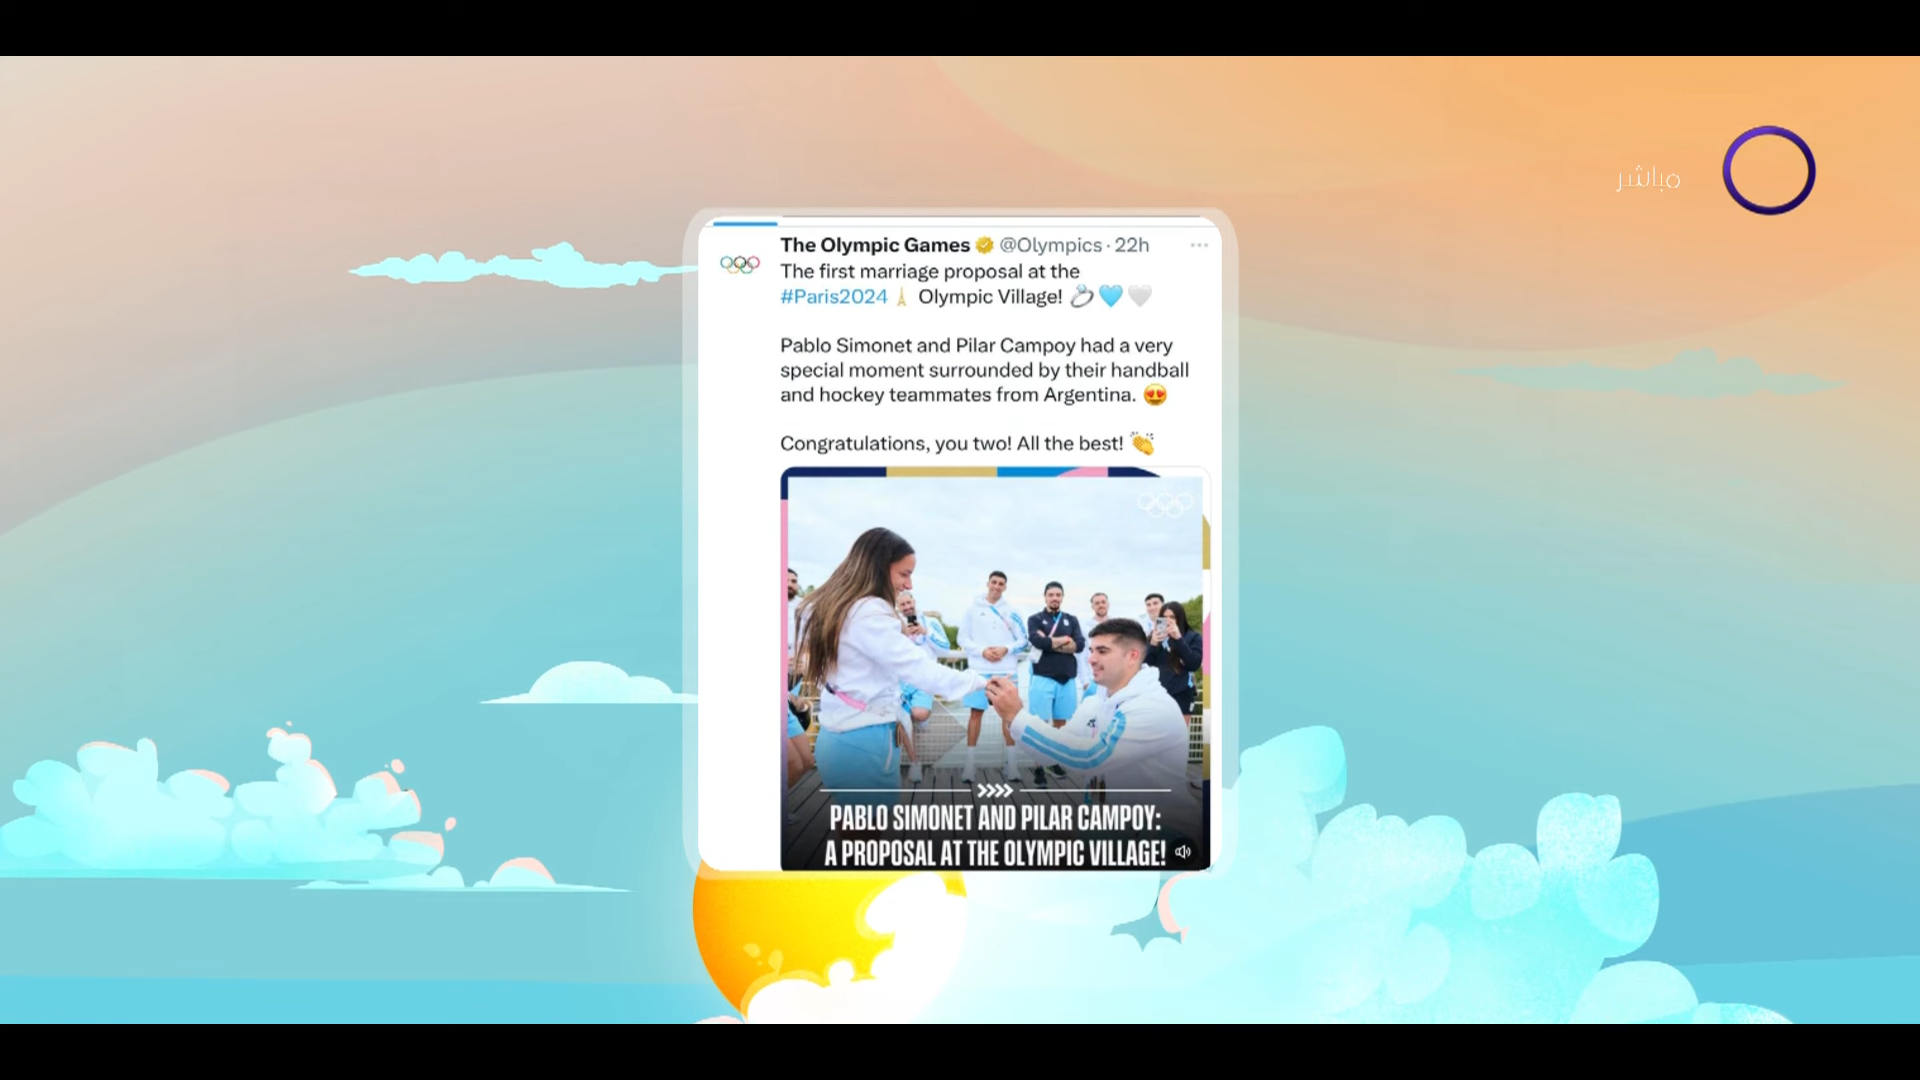 مباشر
The Olympic Games @Olympics · 22h
The first marriage proposal at the
#Paris2024 Olympic Village!
Pablo Simonet and Pilar Campoy had a very
special moment surrounded by their handball
and hockey teammates from Argentina.
Congratulations, you two! All the best!
PABLO SIMONET AND PILAR CAMPOY:
A PROPOSAL AT THE OLYMPIC VILLAGE!